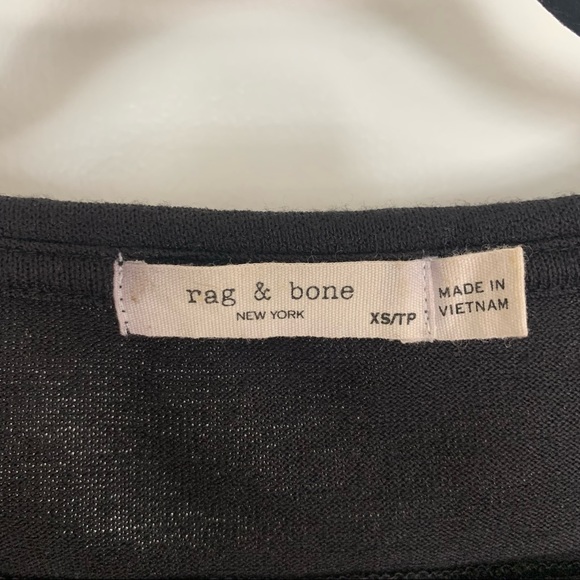 rag & bone
NEW YORK
XS/TP
MADE IN
VIETNAM